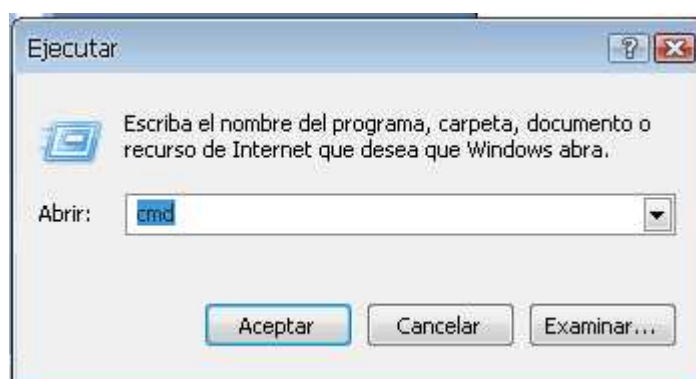 Ejecutar
Escriba el nombre del programa, carpeta, documento o
recurso de Internet que desea que Windows abra.
Abrir: cmd
Aceptar Cancelar Examinar...